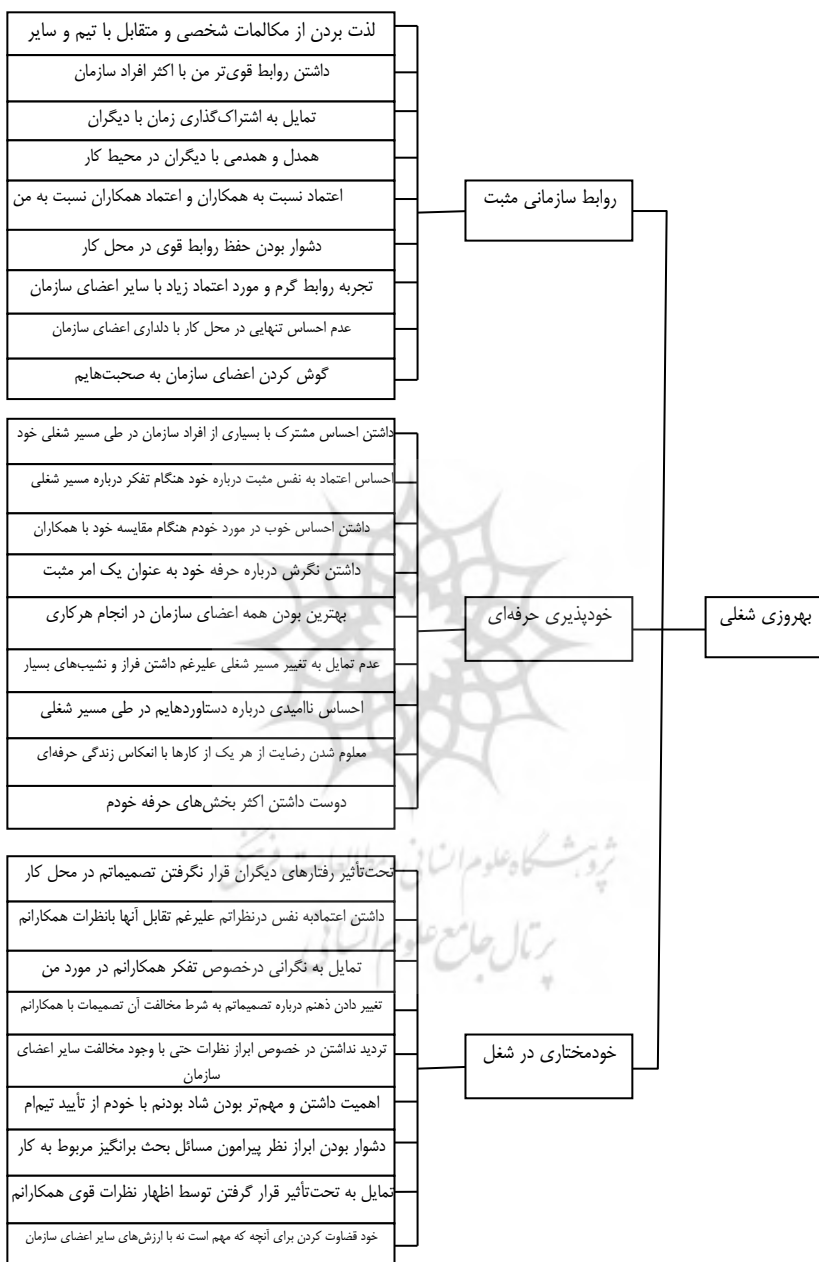 بهروزی شغلی
روابط سازمانی مثبت
لذت بردن از مکالمات شخصی و متقابل با تیم و سایر
داشتن روابط قوی‌تر من با اکثر افراد سازمان
تمایل به اشتراک‌گذاری زمان با دیگران
همدل و همدمی با دیگران در محیط کار
اعتماد نسبت به همکاران و اعتماد همکاران نسبت به من
دشوار بودن حفظ روابط قوی در محل کار
تجربه روابط گرم و مورد اعتماد زیاد با سایر اعضای سازمان
عدم احساس تنهایی در محل کار با دلداری اعضای سازمان
گوش کردن اعضای سازمان به صحبت‌هایم
خودپذیری حرفه‌ای
داشتن احساس مشترک با بسیاری از افراد سازمان در طی مسیر شغلی خود
احساس اعتماد به نفس مثبت درباره خود هنگام تفکر درباره مسیر شغلی
داشتن احساس خوب در مورد خودم هنگام مقایسه خود با همکاران
داشتن نگرش درباره حرفه خود به عنوان یک امر مثبت
بهترین بودن همه اعضای سازمان در انجام هرکاری
عدم تمایل به تغییر مسیر شغلی علیرغم داشتن فراز و نشیب‌های بسیار
احساس ناامیدی درباره دستاوردهایم در طی مسیر شغلی
معلوم شدن رضایت از هر یک از کارها با انعکاس زندگی حرفه‌ای
دوست داشتن اکثر بخش‌های حرفه خودم
خودمختاری در شغل
تحت‌تأثیر رفتارهای دیگران قرار نگرفتن تصمیماتم در محل کار
داشتن اعتمادبه نفس درنظراتم علیرغم تقابل آنها بانظرات همکارانم
تمایل به نگرانی درخصوص تفکر همکارانم در مورد من
تغییر دادن ذهنم درباره تصمیماتم به شرط مخالفت آن تصمیمات با همکارانم
تردید نداشتن در خصوص ابراز نظرات حتی با وجود مخالفت سایر اعضای
سازمان
اهمیت داشتن و مهم‌تر بودن شاد بودنم با خودم از تأیید تیم‌ام
دشوار بودن ابراز نظر پیرامون مسائل بحث برانگیز مربوط به کار
تمایل به تحت‌تأثیر قرار گرفتن توسط اظهار نظرات قوی همکارانم
خود قضاوت کردن برای آنچه که مهم است نه با ارزش‌های سایر اعضای سازمان
پژوهشگاه علوم انسانی و مطالعات فرهنگی
پرتال جامع علوم انسانی